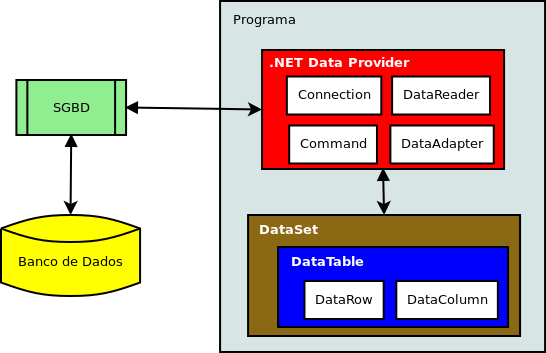 Programa
.NET Data Provider
Connection
DataReader
Command
DataAdapter
SGBD
Banco de Dados
DataSet
DataTable
DataRow
DataColumn